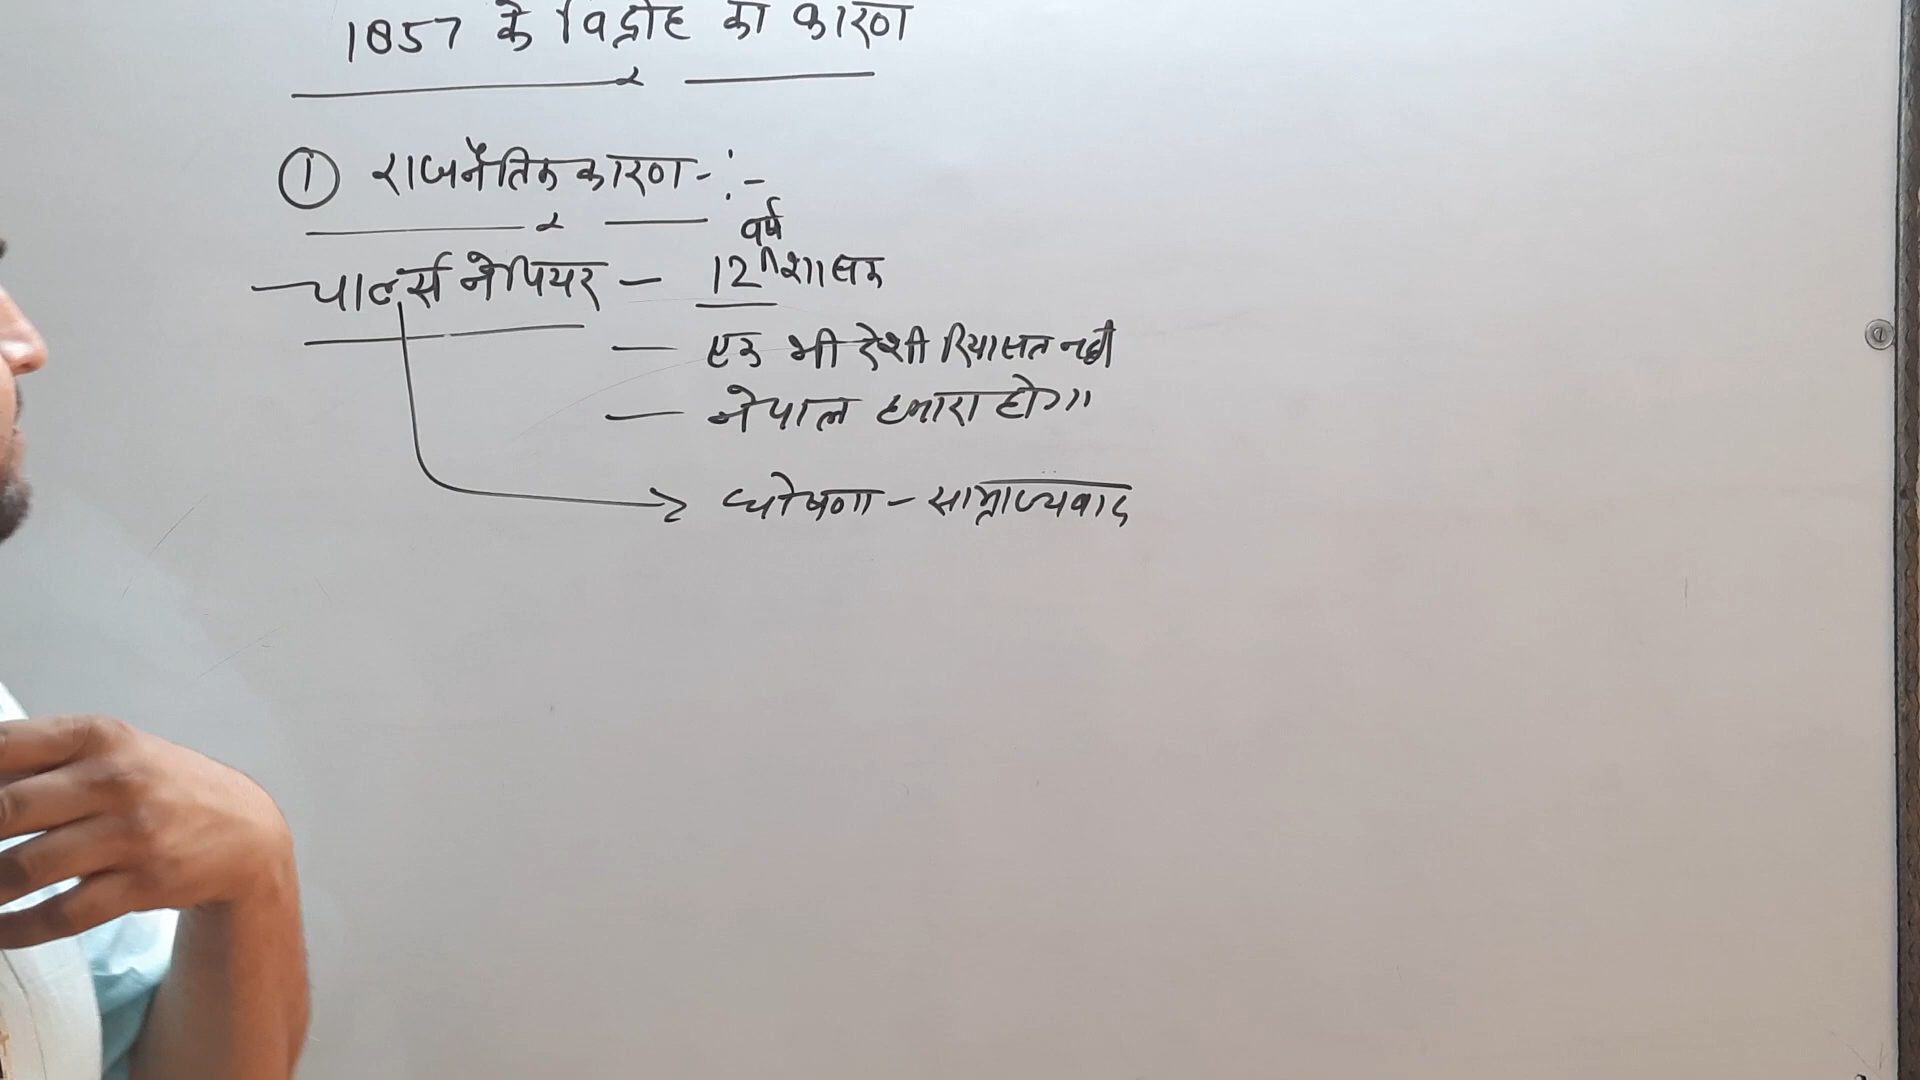 1857 के विद्रोह का कारण
① राजनैतिक कारण - :-
चार्ल्स नेपियर - 12 वर्ष शासक
- एक भी देशी रियासत नहीं
- नेपाल हमारा होगा
→ घोषणा - साम्राज्यवाद